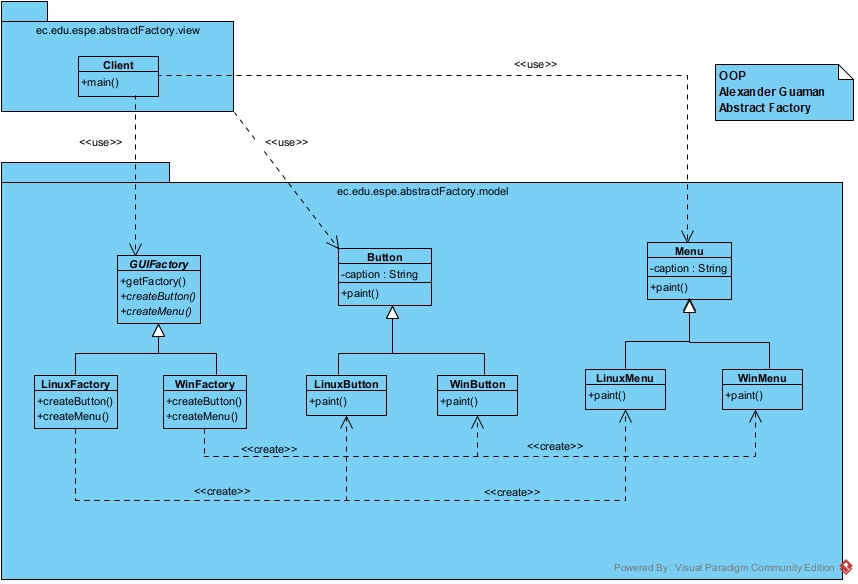 ec.edu.espe.abstractFactory.view
Client
+main()
<<use>>
OOP
Alexander Guaman
Abstract Factory
<<use>>
<<use>>
ec.edu.espe.abstractFactory.model
GUIFactory
+getFactory()
+createButton()
+createMenu()
Button
-caption : String
+paint()
Menu
-caption : String
+paint()
LinuxFactory
+createButton()
+createMenu()
WinFactory
+createButton()
+createMenu()
LinuxButton
+paint()
WinButton
+paint()
LinuxMenu
+paint()
WinMenu
+paint()
<<create>>
<<create>>
<<create>>
<<create>>
Powered By: Visual Paradigm Community Edition